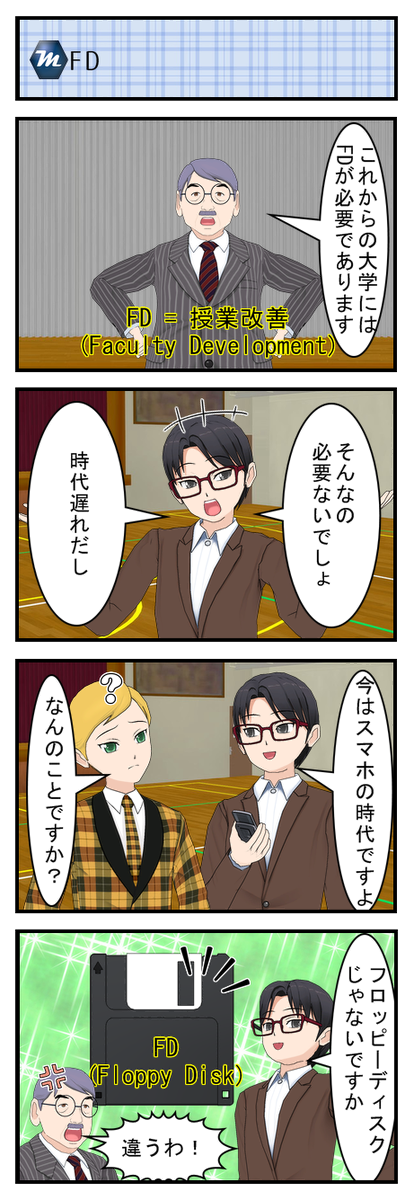 m FD
これからの大学には
FDが必要であります
FD = 授業改善
(Faculty Development)
そんなの
必要ないでしょ
時代遅れだし
今はスマホの時代ですよ
?
なんのことですか？
フロッピーディスク
じゃないですか
FD
(Floppy Disk)
違うわ！